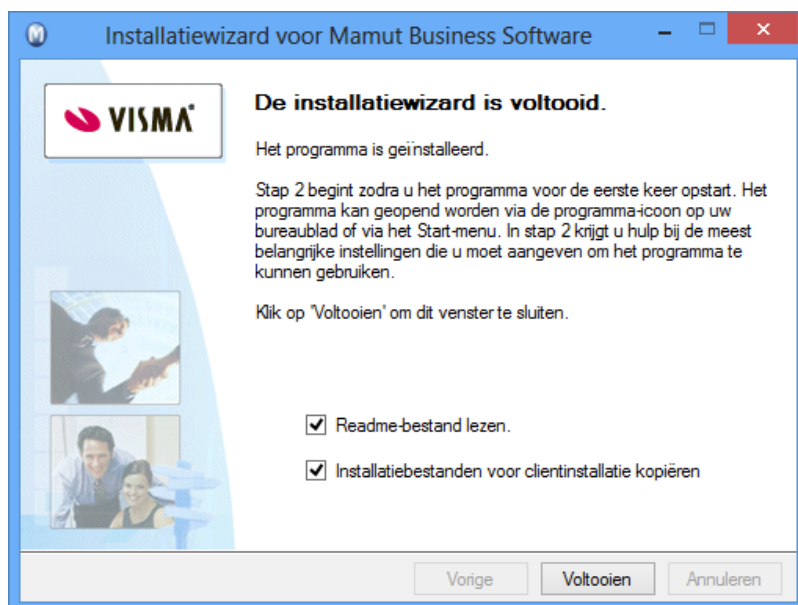 Installatiewizard voor Mamut Business Software
VISMA®
De installatiewizard is voltooid.
Het programma is geïnstalleerd.
Stap 2 begint zodra u het programma voor de eerste keer opstart. Het
programma kan geopend worden via de programma-icoon op uw
bureaublad of via het Start-menu. In stap 2 krijgt u hulp bij de meest
belangrijke instellingen die u moet aangeven om het programma te
kunnen gebruiken.
Klik op 'Voltooien' om dit venster te sluiten.
Readme-bestand lezen.
Installatiebestanden voor clientinstallatie kopiëren
Vorige
Voltooien
Annuleren